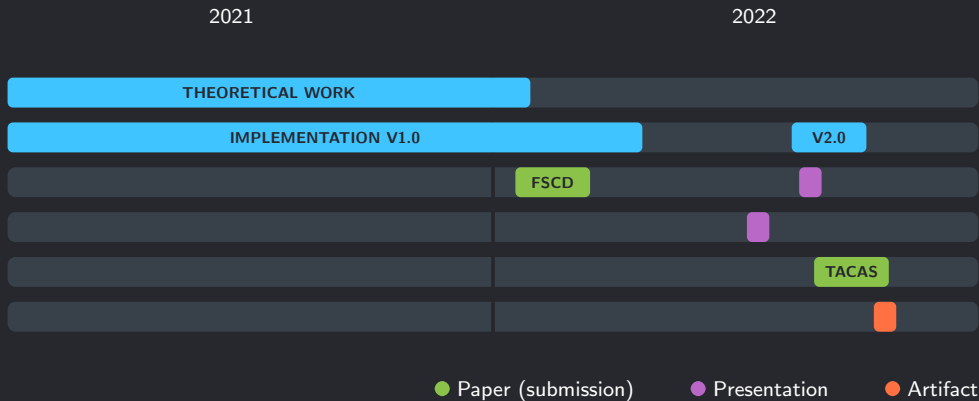 2021 2022
THEORETICAL WORK
IMPLEMENTATION V1.0 V2.0
FSCD
TACAS
Paper (submission) Presentation Artifact